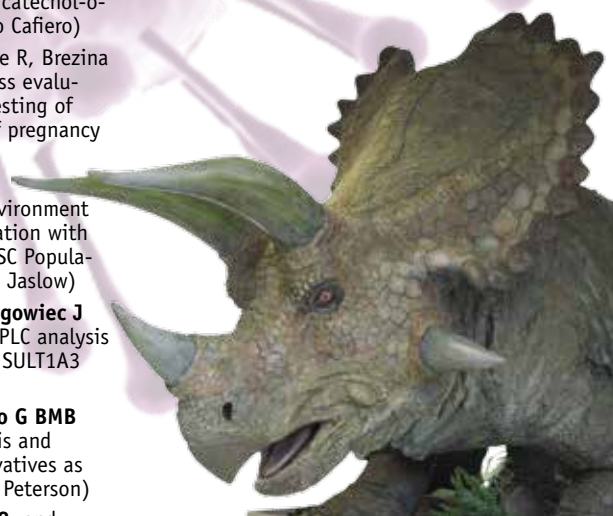 catechol-o-
o Cafiero)
e R, Brezina
ss evalu-
esting of
f pregnancy
vironment
ation with
SC Popula-
Jaslow)
gowiec J
PLC analysis
SULT1A3
o G BMB
is and
vatives as
Peterson)